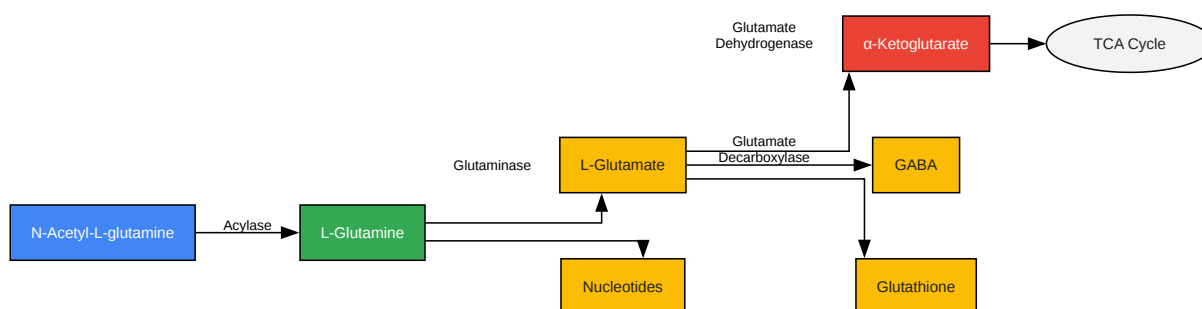 Glutamate
Dehydrogenase
α-Ketoglutarate
TCA Cycle
Glutaminase
L-Glutamate
Glutamate
Decarboxylase
GABA
N-Acetyl-L-glutamine
Acylase
L-Glutamine
Nucleotides
Glutathione